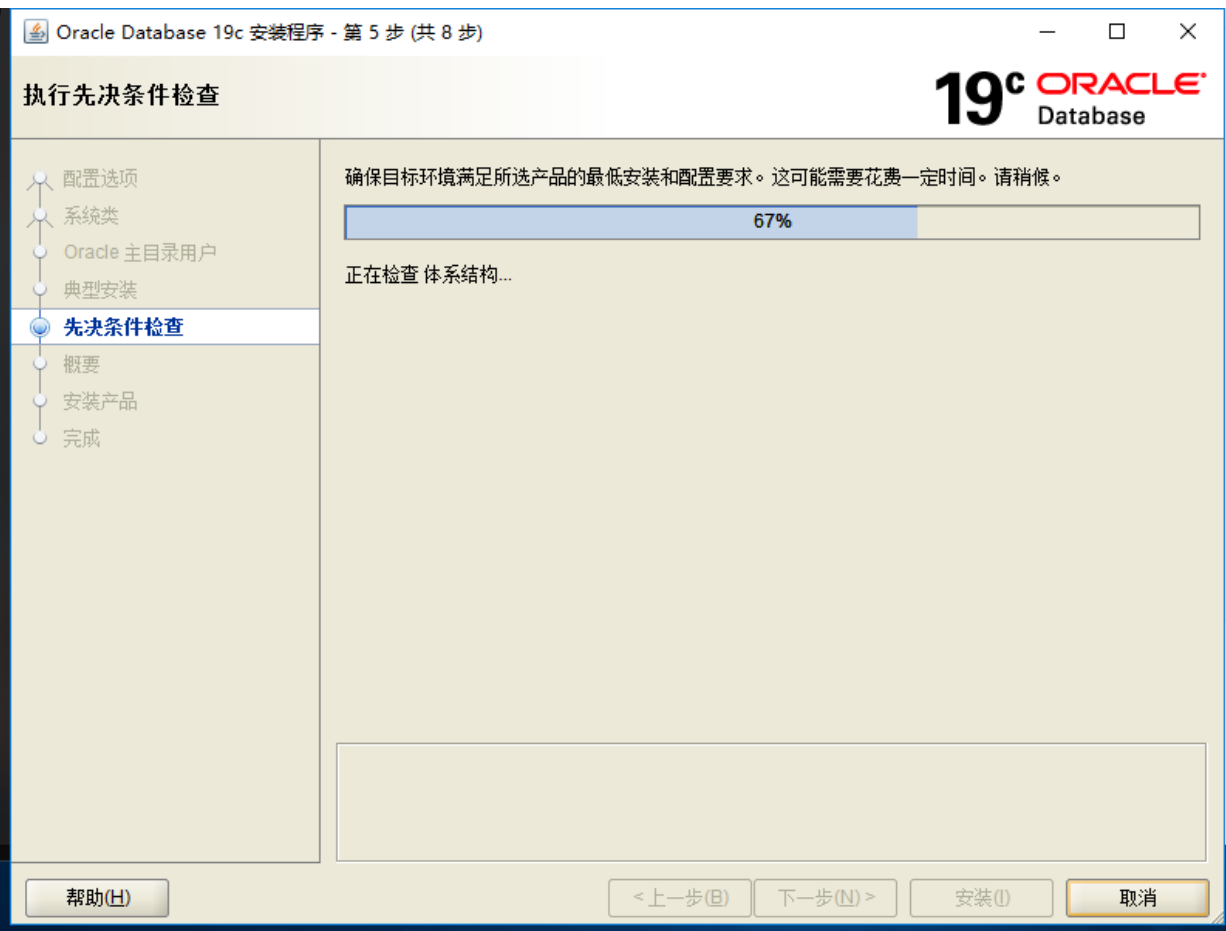 Oracle Database 19c 安装程序 - 第 5 步 (共 8 步)
执行先决条件检查
19c ORACLE
Database
配置选项
系统类
Oracle 主目录用户
典型安装
先决条件检查
概要
安装产品
完成
确保目标环境满足所选产品的最低安装和配置要求。这可能需要花费一定时间。请稍候。
67%
正在检查 体系结构...
帮助(H)
<上一步(B)
下一步(N)>
安装(I)
取消